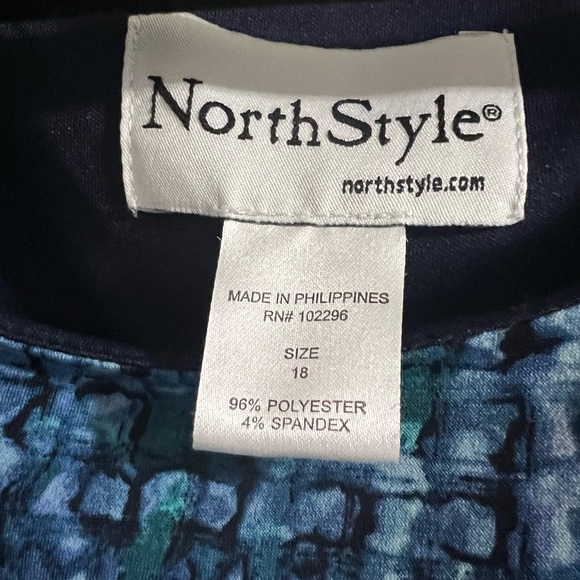 NorthStyle®
northstyle.com
MADE IN PHILIPPINES
RN# 102296
SIZE
18
96% POLYESTER
4% SPANDEX